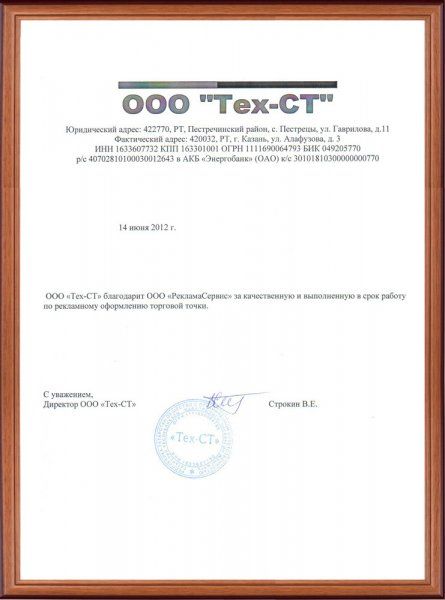 ООО "Тех-СТ"
Юридический адрес: 422770, РТ, Пестречинский район, с. Пестрецы, ул. Гаврилова, д.11
Фактический адрес: 420032, РТ, г. Казань, ул. Алафузова, д. 3
ИНН 1633607732 КПП 163301001 ОГРН 1111690064793 БИК 049205770
р/с 40702810100030012643 в АКБ «Энергобанк» (ОАО) к/с 30101810300000000770
14 июня 2012 г.
ООО «Тех-СТ» благодарит ООО «РекламаСервис» за качественную и выполненную в срок работу
по рекламному оформлению торговой точки.
С уважением,
Директор ООО «Тех-СТ» Строкин В.Е.
«Тех-СТ»